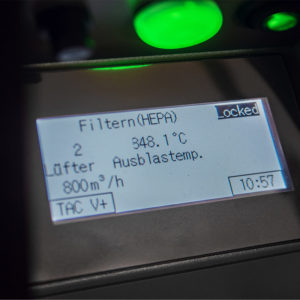 Filtern(HEPA) Locked
2 348.1°C
Lüfter Ausblastemp.
800m³/h
TAC V+ 10:57